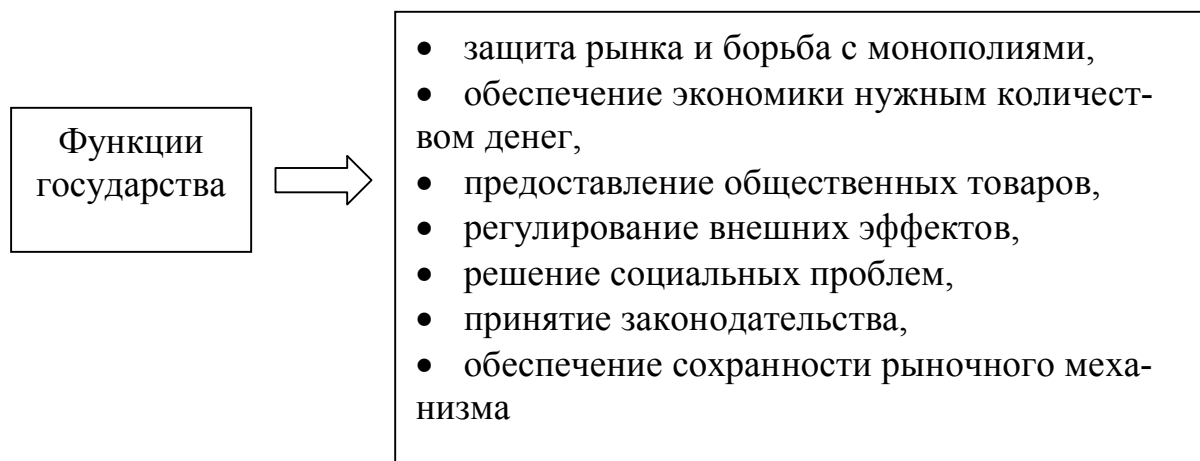 Функции
государства
• защита рынка и борьба с монополиями,
• обеспечение экономики нужным количест-
вом денег,
• предоставление общественных товаров,
• регулирование внешних эффектов,
• решение социальных проблем,
• принятие законодательства,
• обеспечение сохранности рыночного меха-
низма